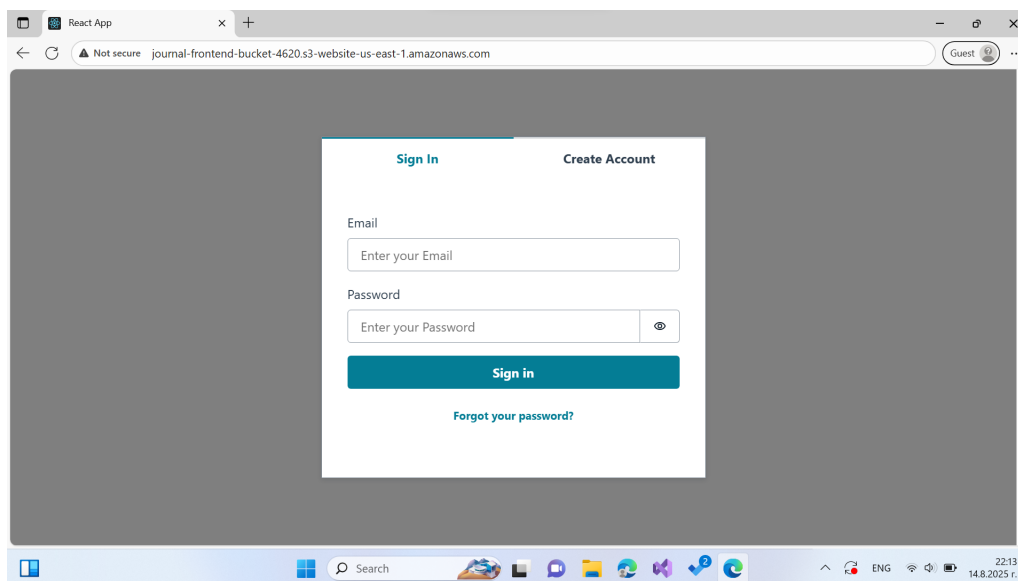 React App
Not secure journal-frontend-bucket-4620.s3-website-us-east-1.amazonaws.com
Guest
Sign In
Create Account
Email
Enter your Email
Password
Enter your Password
Sign in
Forgot your password?
Search
2
ENG
22:13
14.8.2025 г.